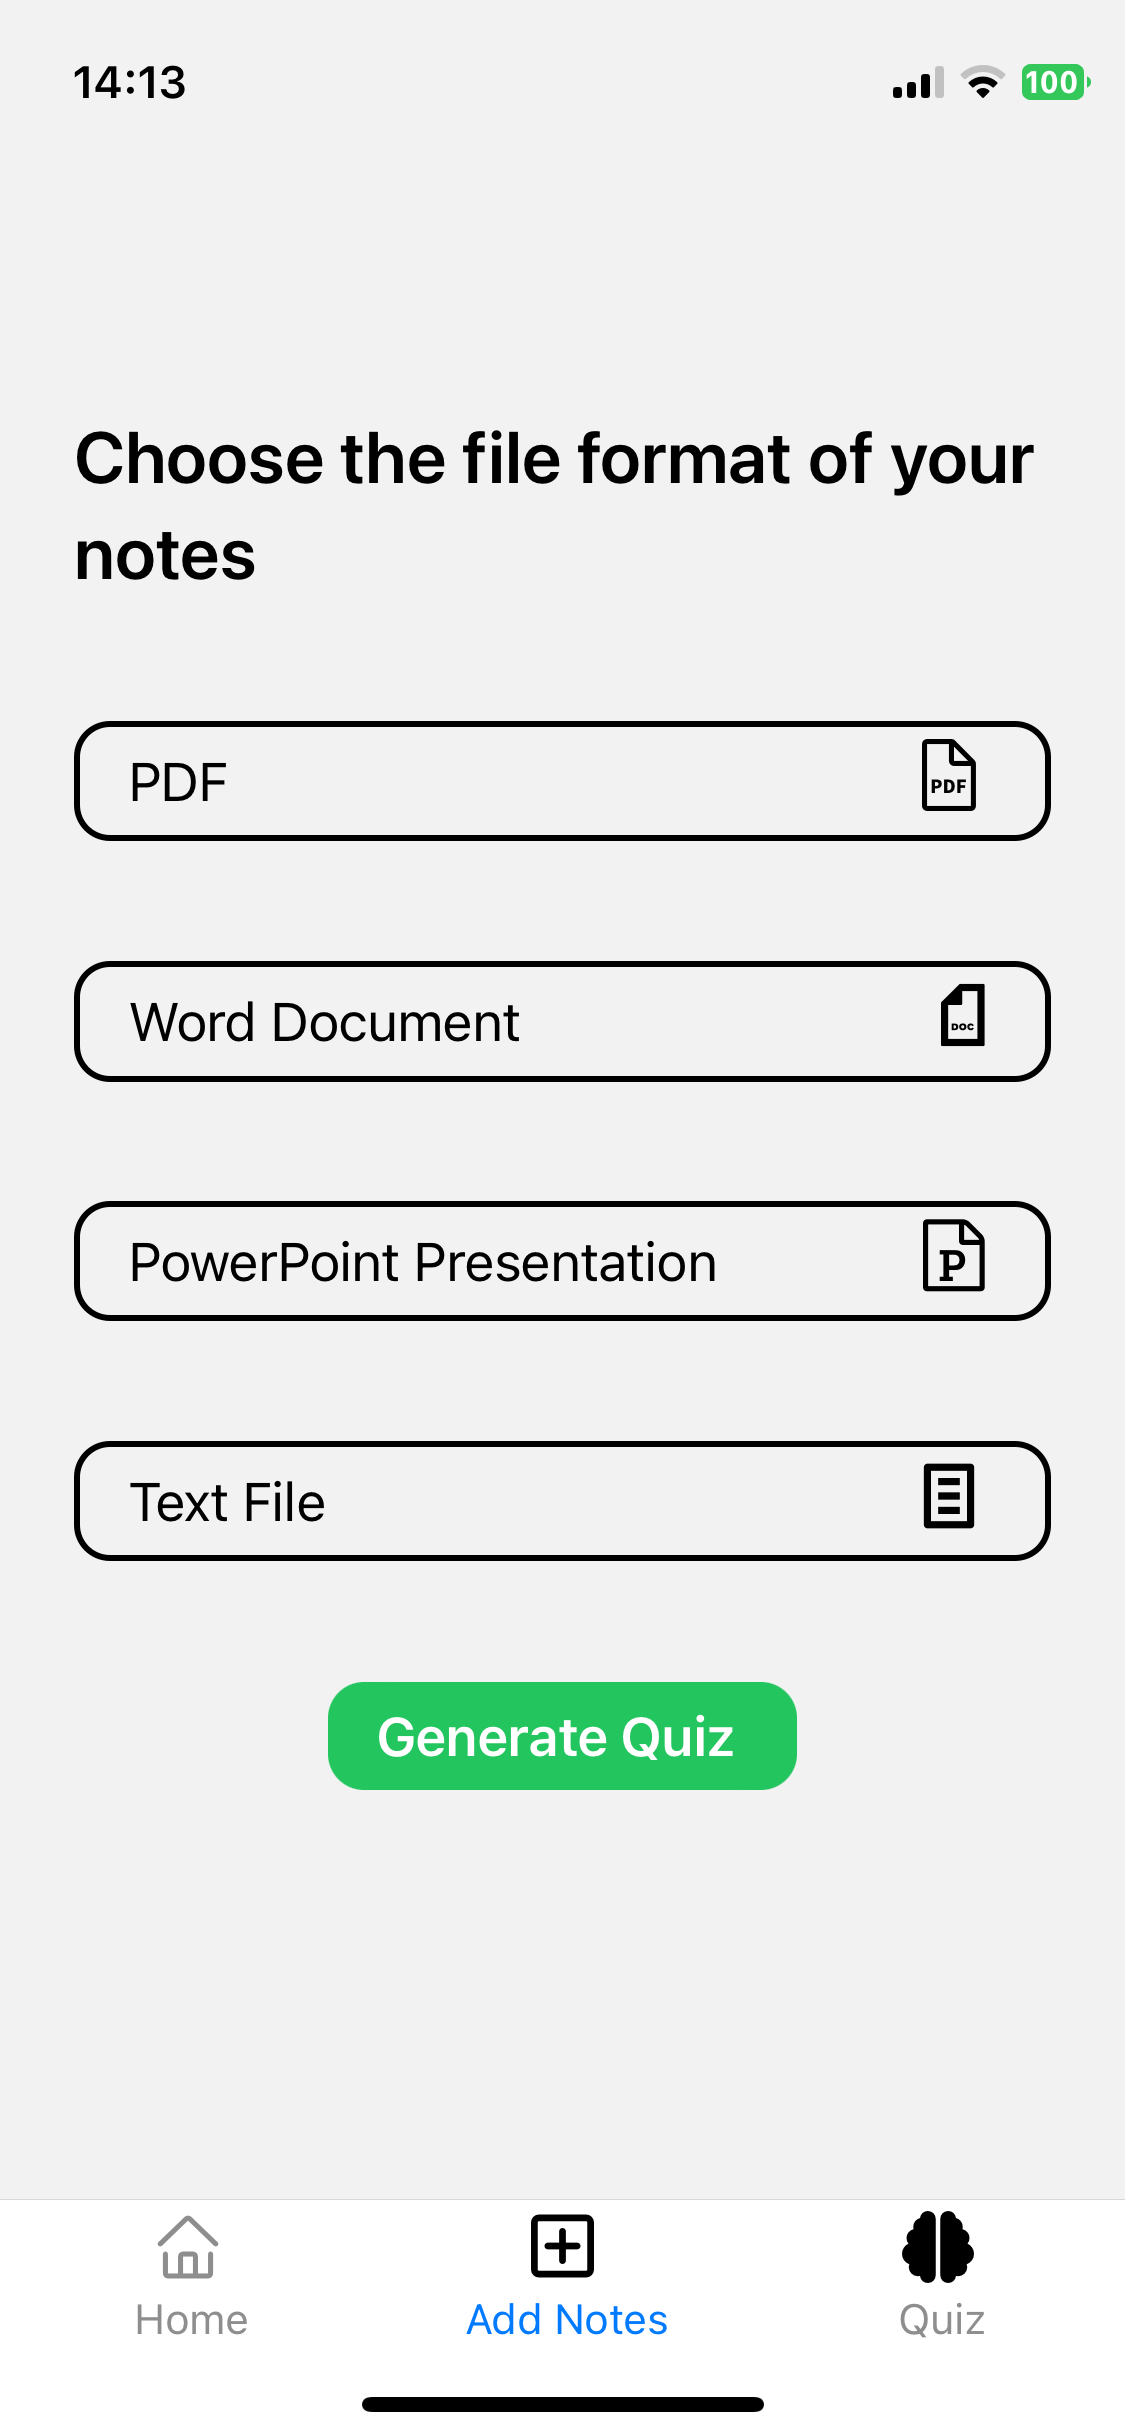 14:13
100
Choose the file format of your
notes
PDF
PDF
Word Document
DOC
PowerPoint Presentation
P
Text File
Generate Quiz
Home
Add Notes
Quiz